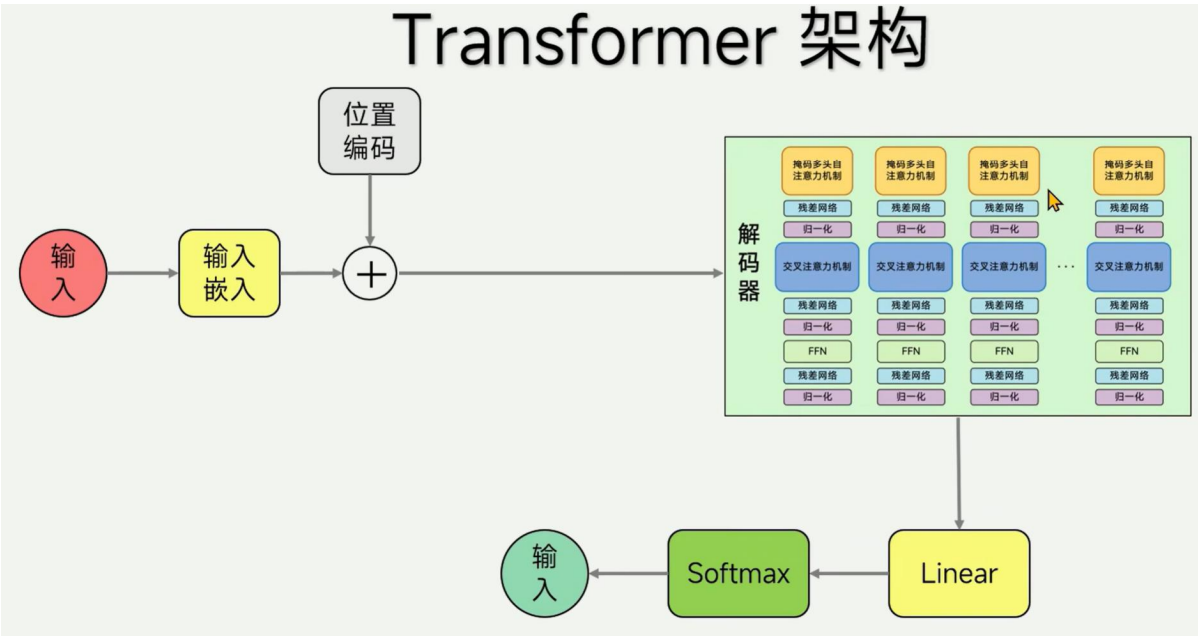 Transformer 架构
位置
编码
输
入
输入
嵌入
解
码
器
掩码多头自
注意力机制
残差网络
归一化
交叉注意力机制
残差网络
归一化
FFN
残差网络
归一化
掩码多头自
注意力机制
残差网络
归一化
交叉注意力机制
残差网络
归一化
FFN
残差网络
归一化
掩码多头自
注意力机制
残差网络
归一化
交叉注意力机制
残差网络
归一化
FFN
残差网络
归一化
...
掩码多头自
注意力机制
残差网络
归一化
交叉注意力机制
残差网络
归一化
FFN
残差网络
归一化
Linear
Softmax
输
入